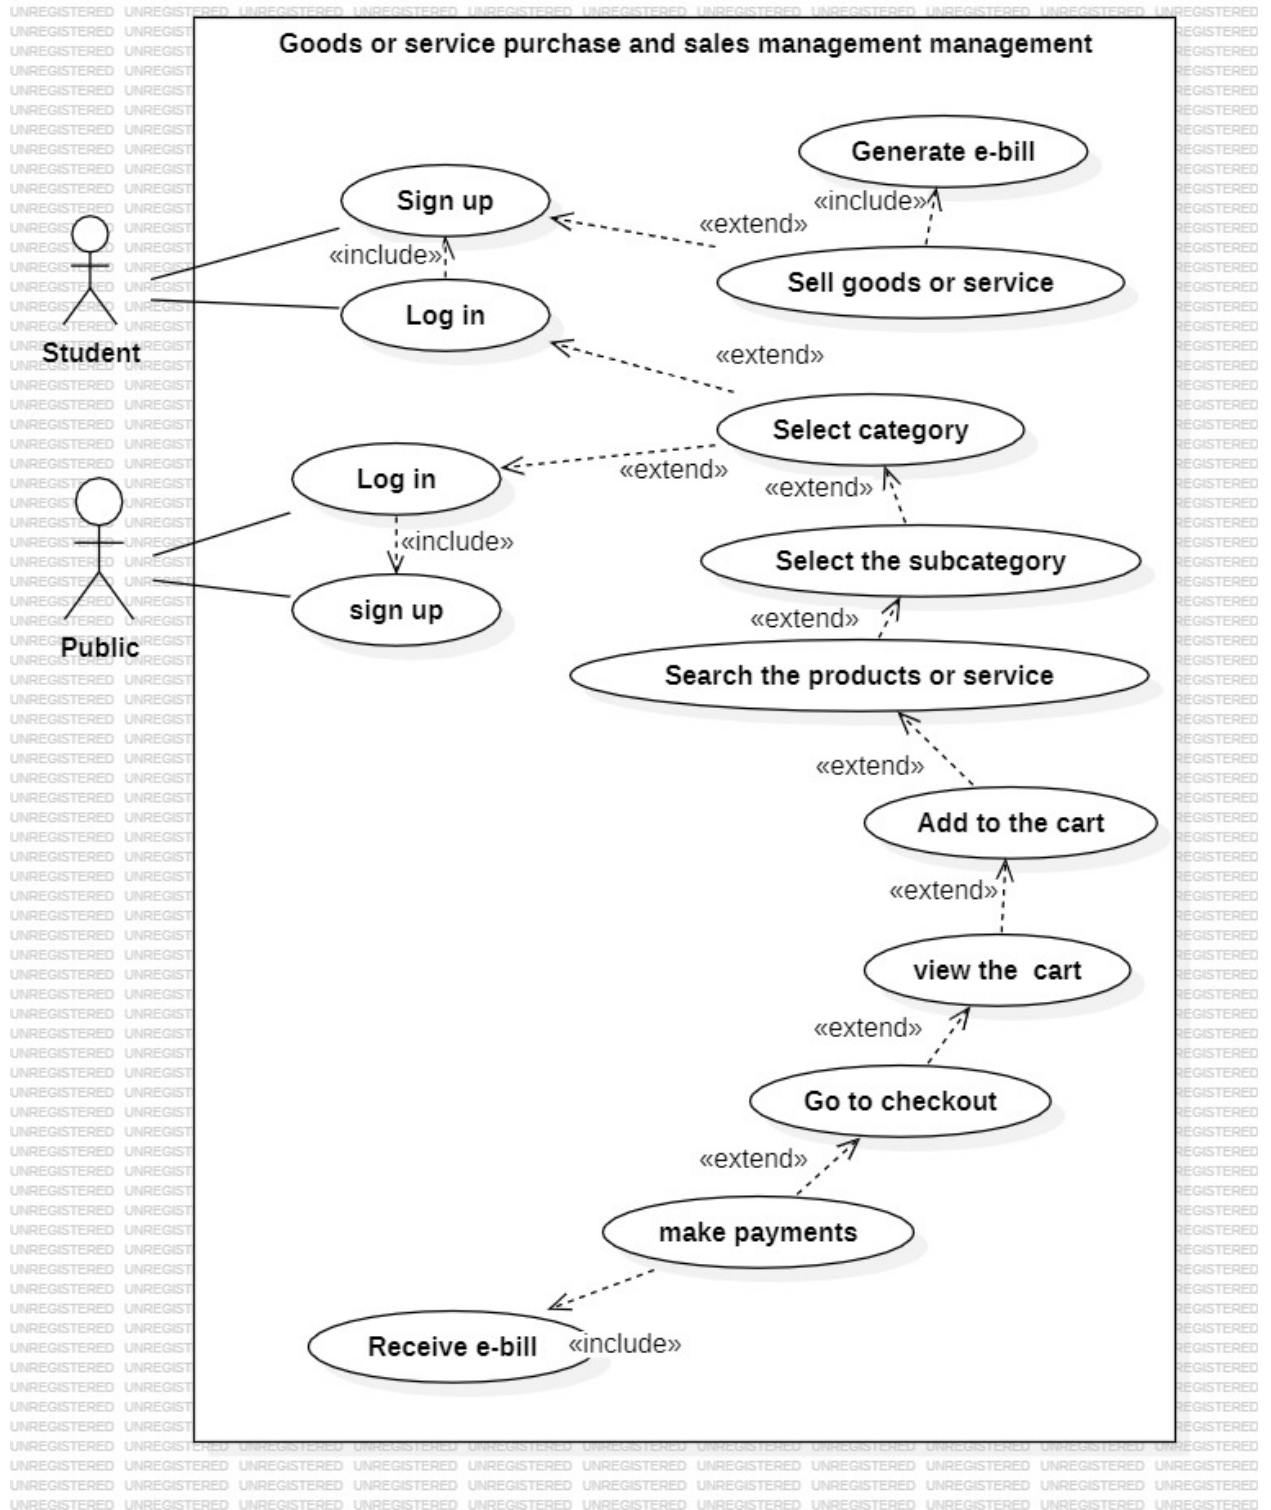 Goods or service purchase and sales management management
Generate e-bill
«include»
Sign up
«extend»
«include»
Sell goods or service
Log in
Student
«extend»
Select category
Log in
«extend»
«extend»
«include»
Select the subcategory
sign up
«extend»
Public
Search the products or service
«extend»
Add to the cart
«extend»
view the  cart
«extend»
Go to checkout
«extend»
make payments
Receive e-bill
«include»
UNREGISTERED